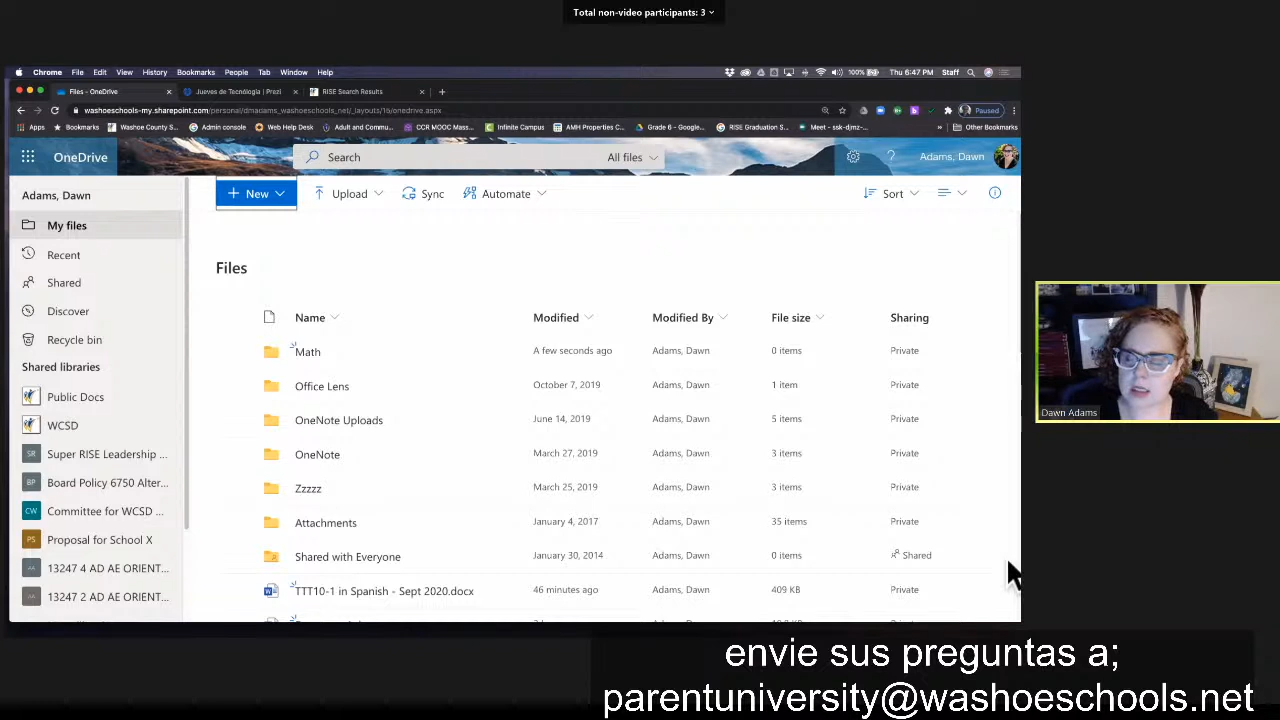 Total non-video participants: 3
Chrome File Edit View History Bookmarks People Tab Window Help 100% Thu 6:47 PM Staff
Files - OneDrive Jueves de Tecnólogia | Prezi RISE Search Results
washoeschools-my.sharepoint.com/personal/dmadams_washoeschools_net/_layouts/15/onedrive.aspx Paused
Apps Bookmarks Washoe County S... Admin console Web Help Desk Adult and Commu... CCR MOOC Mass... Infinite Campus AMH Properties C... Grade 6 - Google... RISE Graduation S... Meet - ssk-djmz-... » Other Bookmarks
OneDrive Search All files ? Adams, Dawn
Adams, Dawn
+ New Upload Sync Automate Sort
My files
Recent
Shared
Discover
Recycle bin
Shared libraries
Public Docs
WCSD
SR Super RISE Leadership ...
BP Board Policy 6750 Alter...
CW Committee for WCSD ...
PS Proposal for School X
AA 13247 4 AD AE ORIENT...
AA 13247 2 AD AE ORIENT...
Files
Name Modified Modified By File size Sharing
Math A few seconds ago Adams, Dawn 0 items Private
Office Lens October 7, 2019 Adams, Dawn 1 item Private
OneNote Uploads June 14, 2019 Adams, Dawn 5 items Private
OneNote March 27, 2019 Adams, Dawn 3 items Private
Zzzzz March 25, 2019 Adams, Dawn 3 items Private
Attachments January 4, 2017 Adams, Dawn 35 items Private
Shared with Everyone January 30, 2014 Adams, Dawn 0 items Shared
TTT10-1 in Spanish - Sept 2020.docx 46 minutes ago Adams, Dawn 409 KB Private
Dawn Adams
envie sus preguntas a;
parentuniversity@washoeschools.net